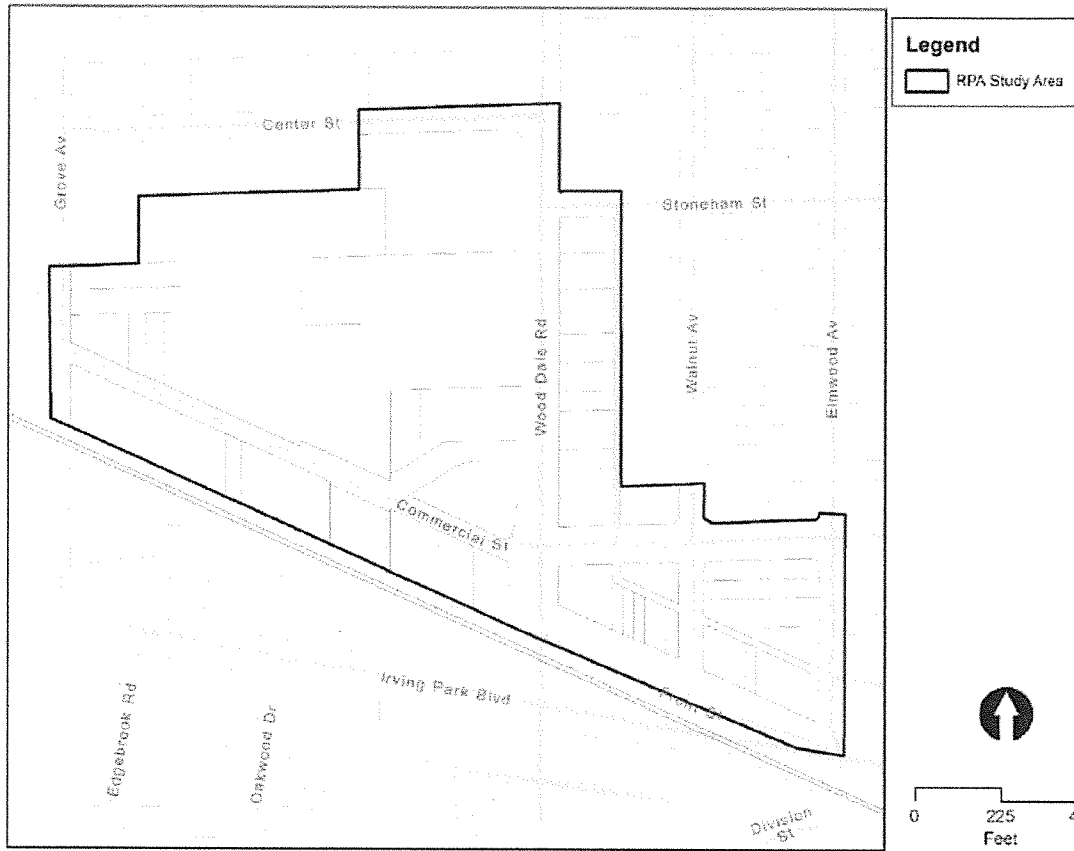 Legend
RPA Study Area
Center St
Grove Av
Stoneham St
Wood Dale Rd
Walnut Av
Elmwood Av
Commercial St
Irving Park Blvd
Front St
Edgebrook Rd
Oakwood Dr
Division
St
0 225 4
Feet